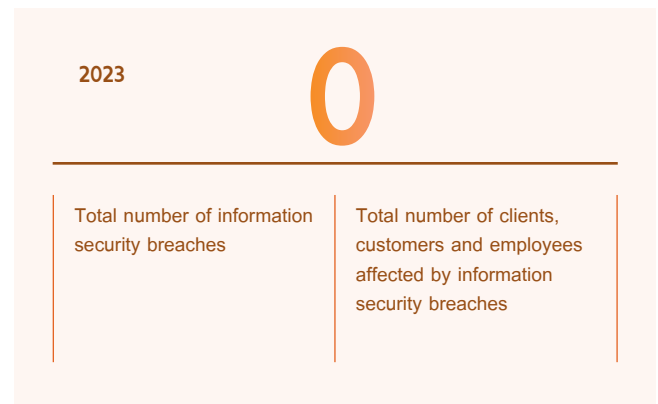 2023
0
Total number of information
security breaches
Total number of clients,
customers and employees
affected by information
security breaches